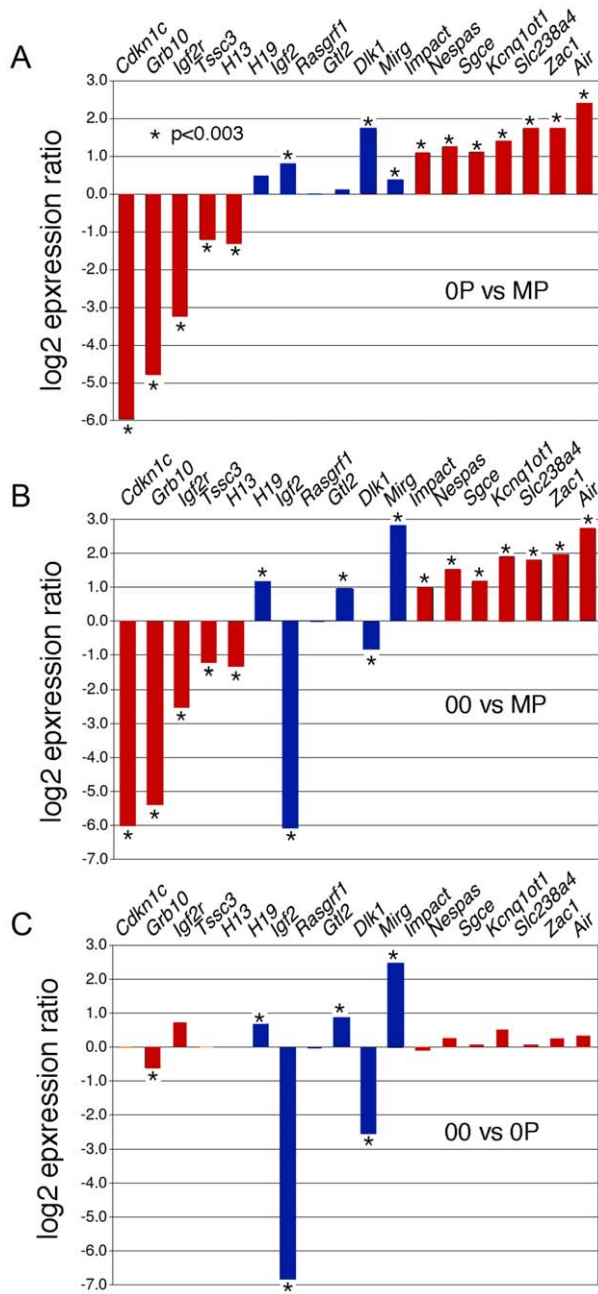 A
Cdkn1c
Grb10
Igf2r
Tssc3
H13
H19
Igf2
Rasgrf1
Gtl2
Dlk1
Mirg
Impact
Nespas
Sgce
Kcnq1ot1
Slc238a4
Zac1
Air
log2 epxression ratio
3.0
2.0
1.0
0.0
-1.0
-2.0
-3.0
-4.0
-5.0
-6.0
* p<0.003
* * * * * * * * * * * * * *
0P vs MP
B
Cdkn1c
Grb10
Igf2r
Tssc3
H13
H19
Igf2
Rasgrf1
Gtl2
Dlk1
Mirg
Impact
Nespas
Sgce
Kcnq1ot1
Slc238a4
Zac1
Air
log2 epxression ratio
3.0
2.0
1.0
0.0
-1.0
-2.0
-3.0
-4.0
-5.0
-6.0
-7.0
* * * * * * * * * * * * * * * * *
00 vs MP
C
Cdkn1c
Grb10
Igf2r
Tssc3
H13
H19
Igf2
Rasgrf1
Gtl2
Dlk1
Mirg
Impact
Nespas
Sgce
Kcnq1ot1
Slc238a4
Zac1
Air
log2 epxression ratio
3.0
2.0
1.0
0.0
-1.0
-2.0
-3.0
-4.0
-5.0
-6.0
-7.0
* * * * * *
00 vs 0P